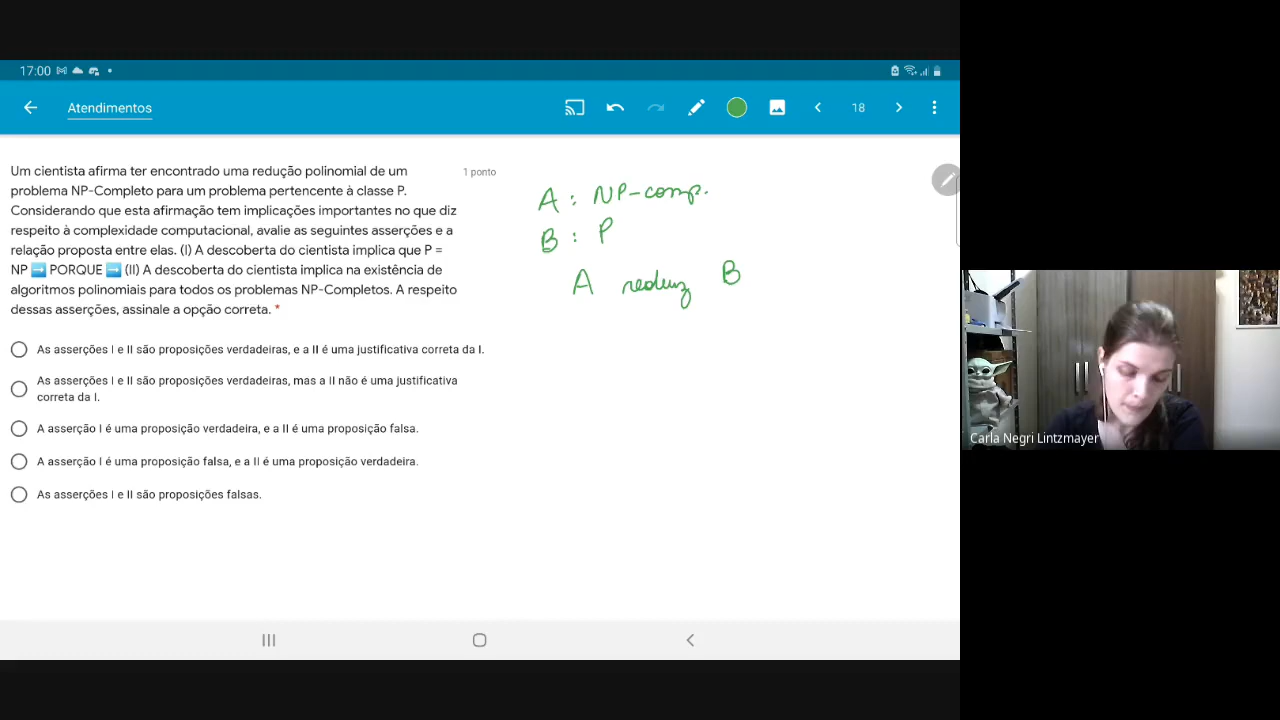 17:00
Atendimentos
18
Um cientista afirma ter encontrado uma redução polinomial de um
1 ponto
problema NP-Completo para um problema pertencente à classe P.
Considerando que esta afirmação tem implicações importantes no que diz
respeito à complexidade computacional, avalie as seguintes asserções e a
relação proposta entre elas. (I) A descoberta do cientista implica que P =
NP ➡️ PORQUE ➡️ (II) A descoberta do cientista implica na existência de
algoritmos polinomiais para todos os problemas NP-Completos. A respeito
dessas asserções, assinale a opção correta. *
As asserções I e II são proposições verdadeiras, e a II é uma justificativa correta da I.
As asserções I e II são proposições verdadeiras, mas a II não é uma justificativa
correta da I.
A asserção I é uma proposição verdadeira, e a II é uma proposição falsa.
A asserção I é uma proposição falsa, e a II é uma proposição verdadeira.
As asserções I e II são proposições falsas.
A : NP-comp.
B : P
A reduz B
Carla Negri Lintzmayer